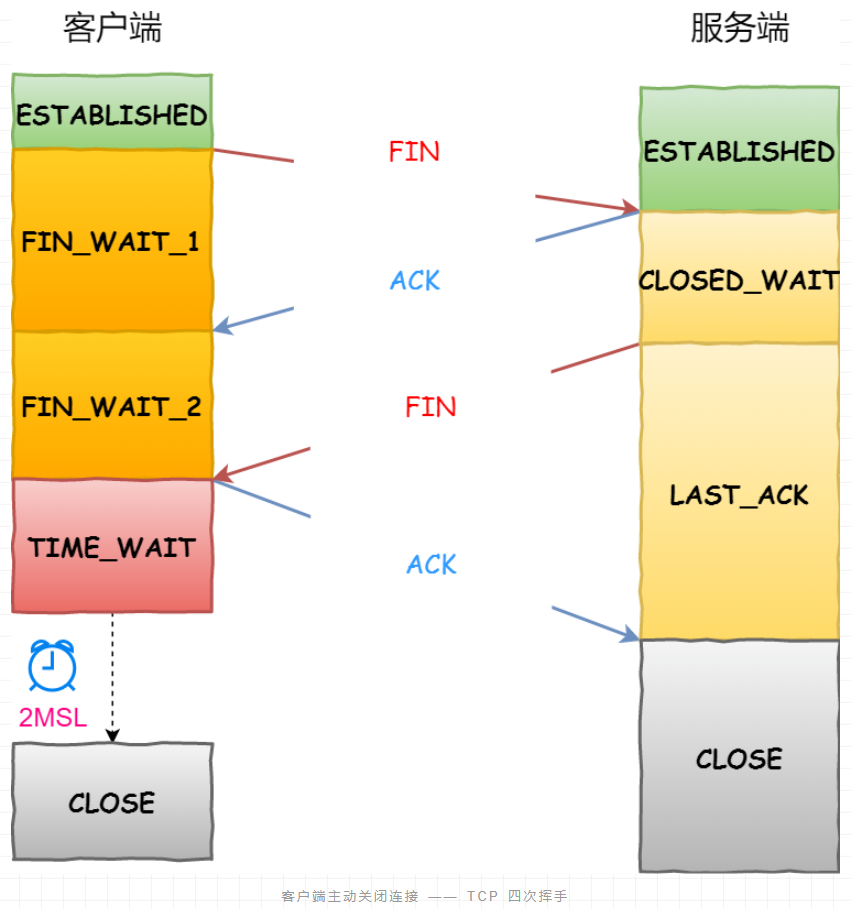 客户端
服务端
ESTABLISHED
ESTABLISHED
FIN
FIN_WAIT_1
ACK
CLOSED_WAIT
FIN_WAIT_2
FIN
LAST_ACK
TIME_WAIT
ACK
2MSL
CLOSE
CLOSE
客户端主动关闭连接 —— TCP 四次挥手